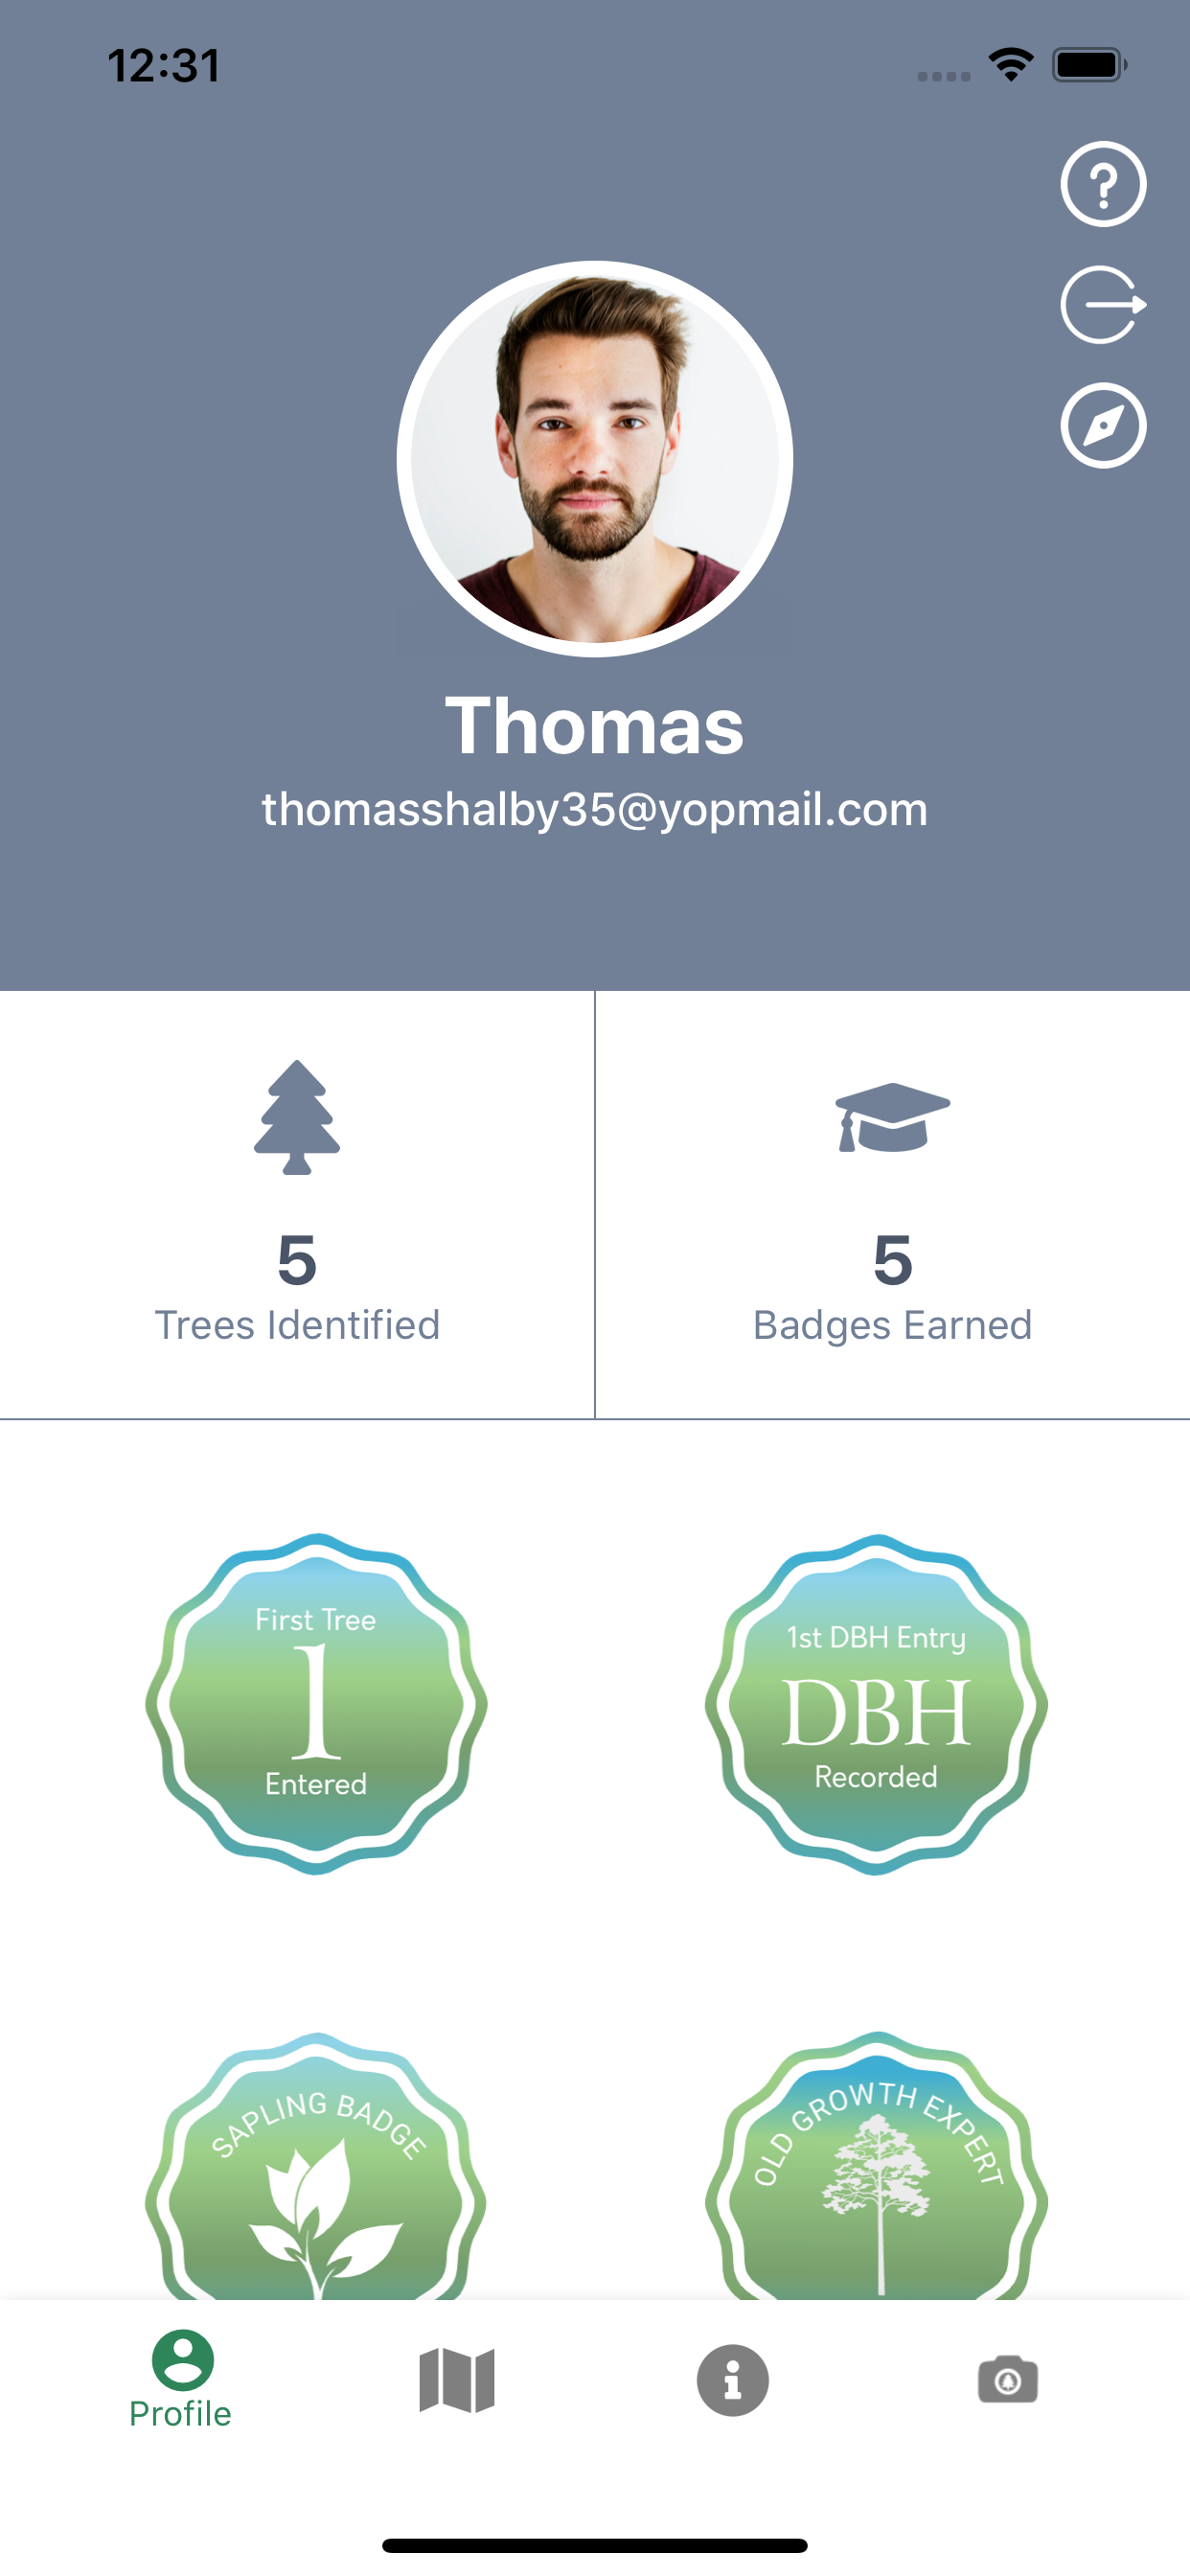 12:31
Thomas
thomasshalby35@yopmail.com
5
Trees Identified
5
Badges Earned
First Tree
1
Entered
1st DBH Entry
DBH
Recorded
SAPLING BADGE
OLD GROWTH EXPERT
Profile